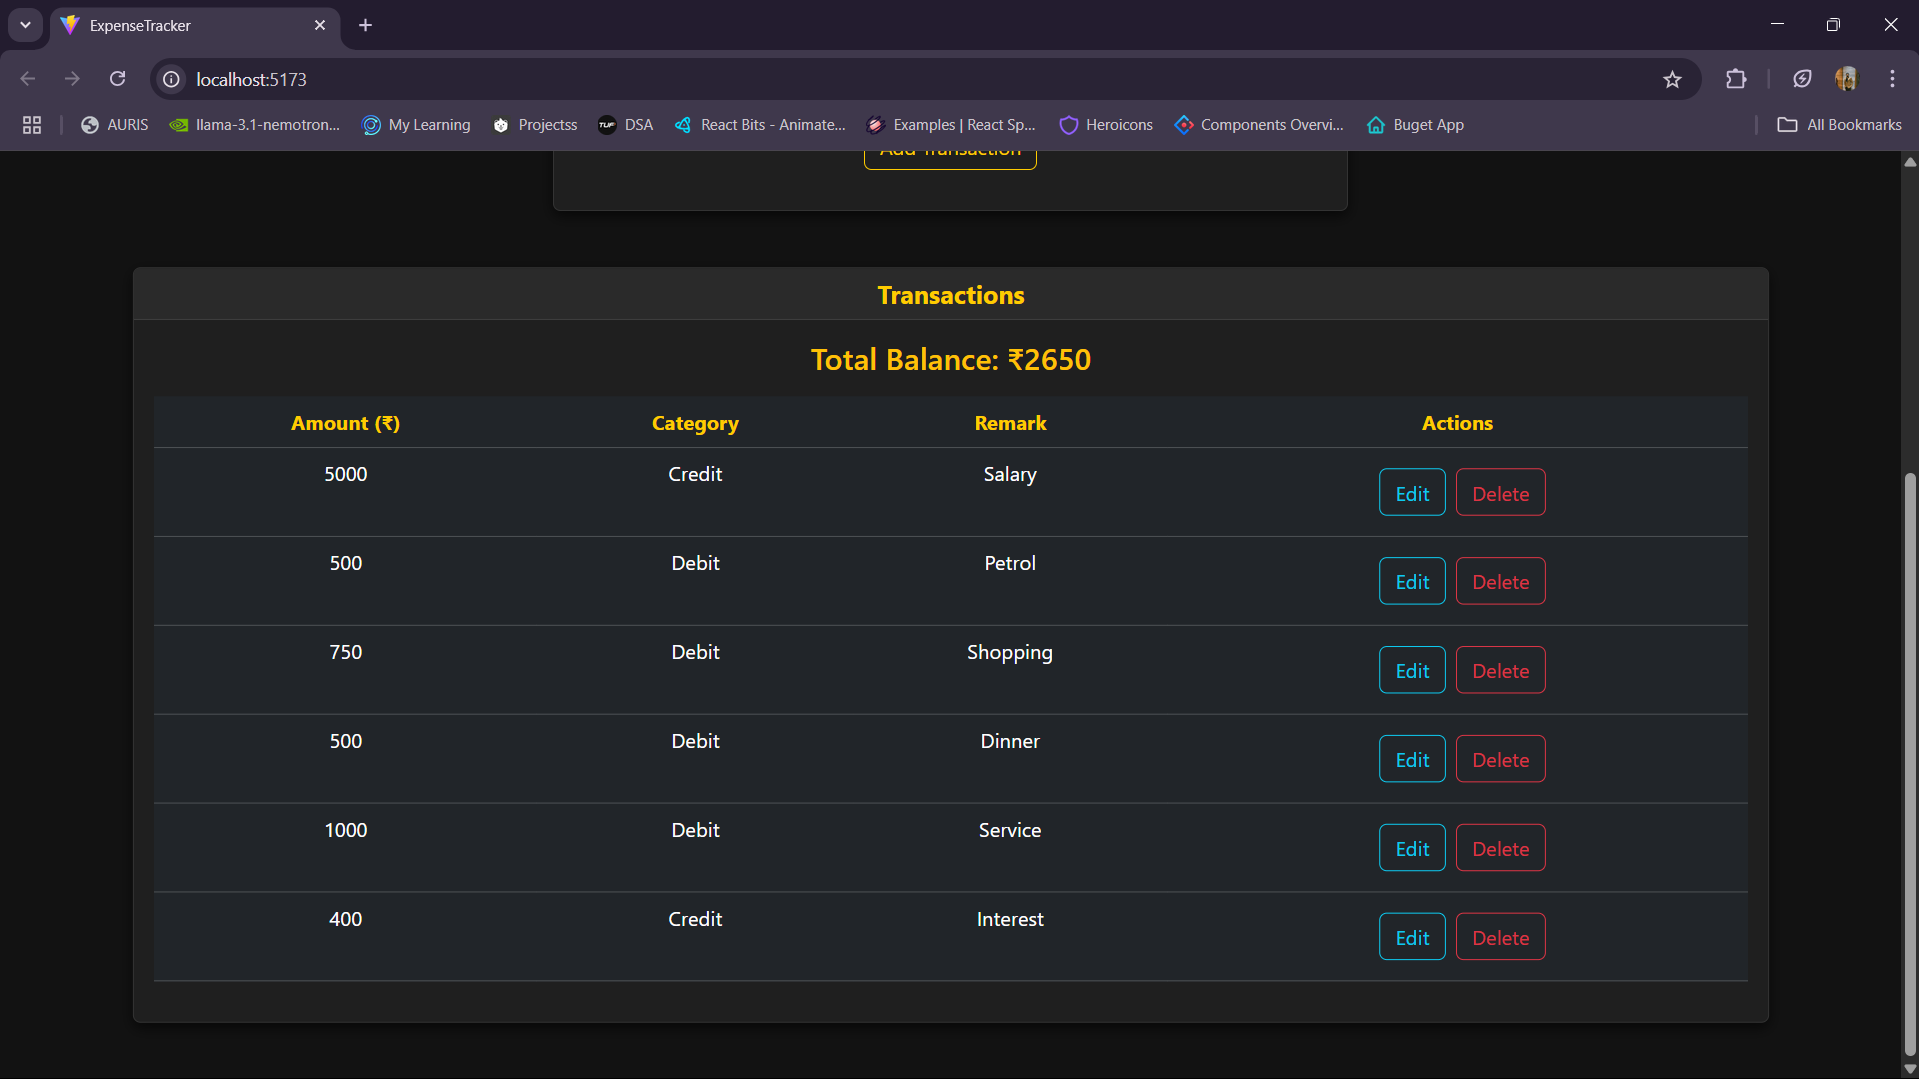 ExpenseTracker
localhost:5173
AURIS
llama-3.1-nemotron...
My Learning
Projectss
TUF
DSA
React Bits - Animate...
Examples | React Sp...
Heroicons
Components Overvi...
Buget App
All Bookmarks
Add Transaction
Transactions
Total Balance: ₹2650
Amount (₹) Category Remark Actions
5000 Credit Salary Edit Delete
500 Debit Petrol Edit Delete
750 Debit Shopping Edit Delete
500 Debit Dinner Edit Delete
1000 Debit Service Edit Delete
400 Credit Interest Edit Delete